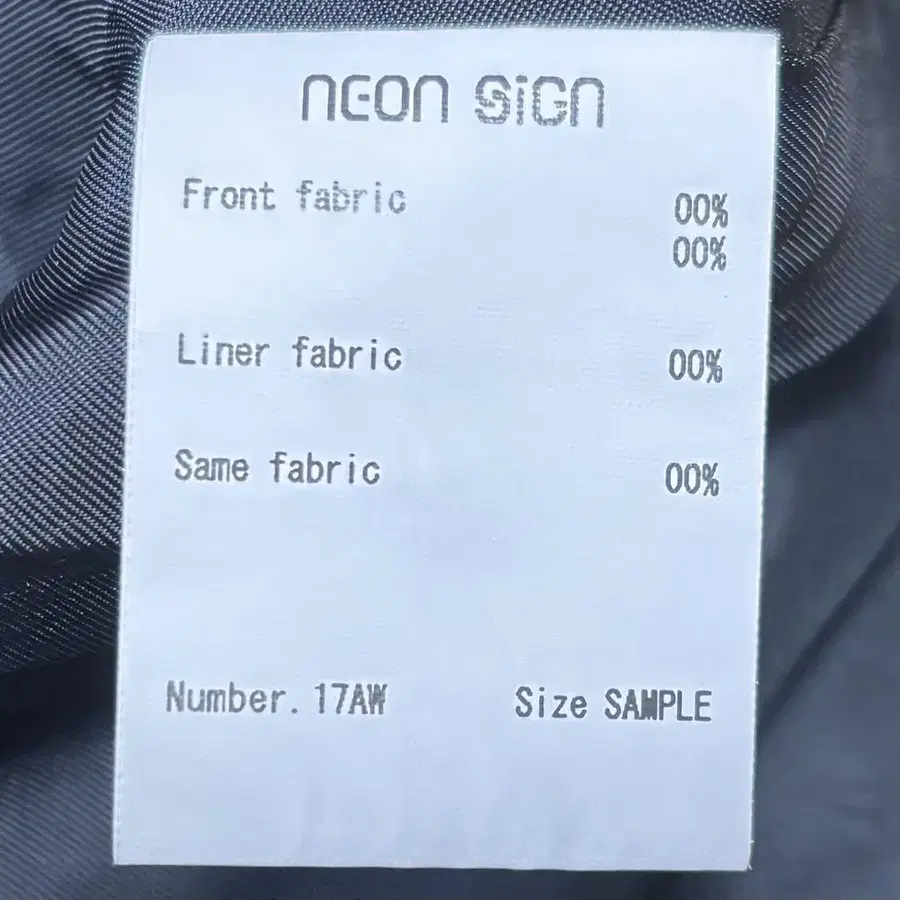 NEON SiGN
Front fabric 00%
00%
Liner fabric 00%
Same fabric 00%
Number. 17AW Size SAMPLE